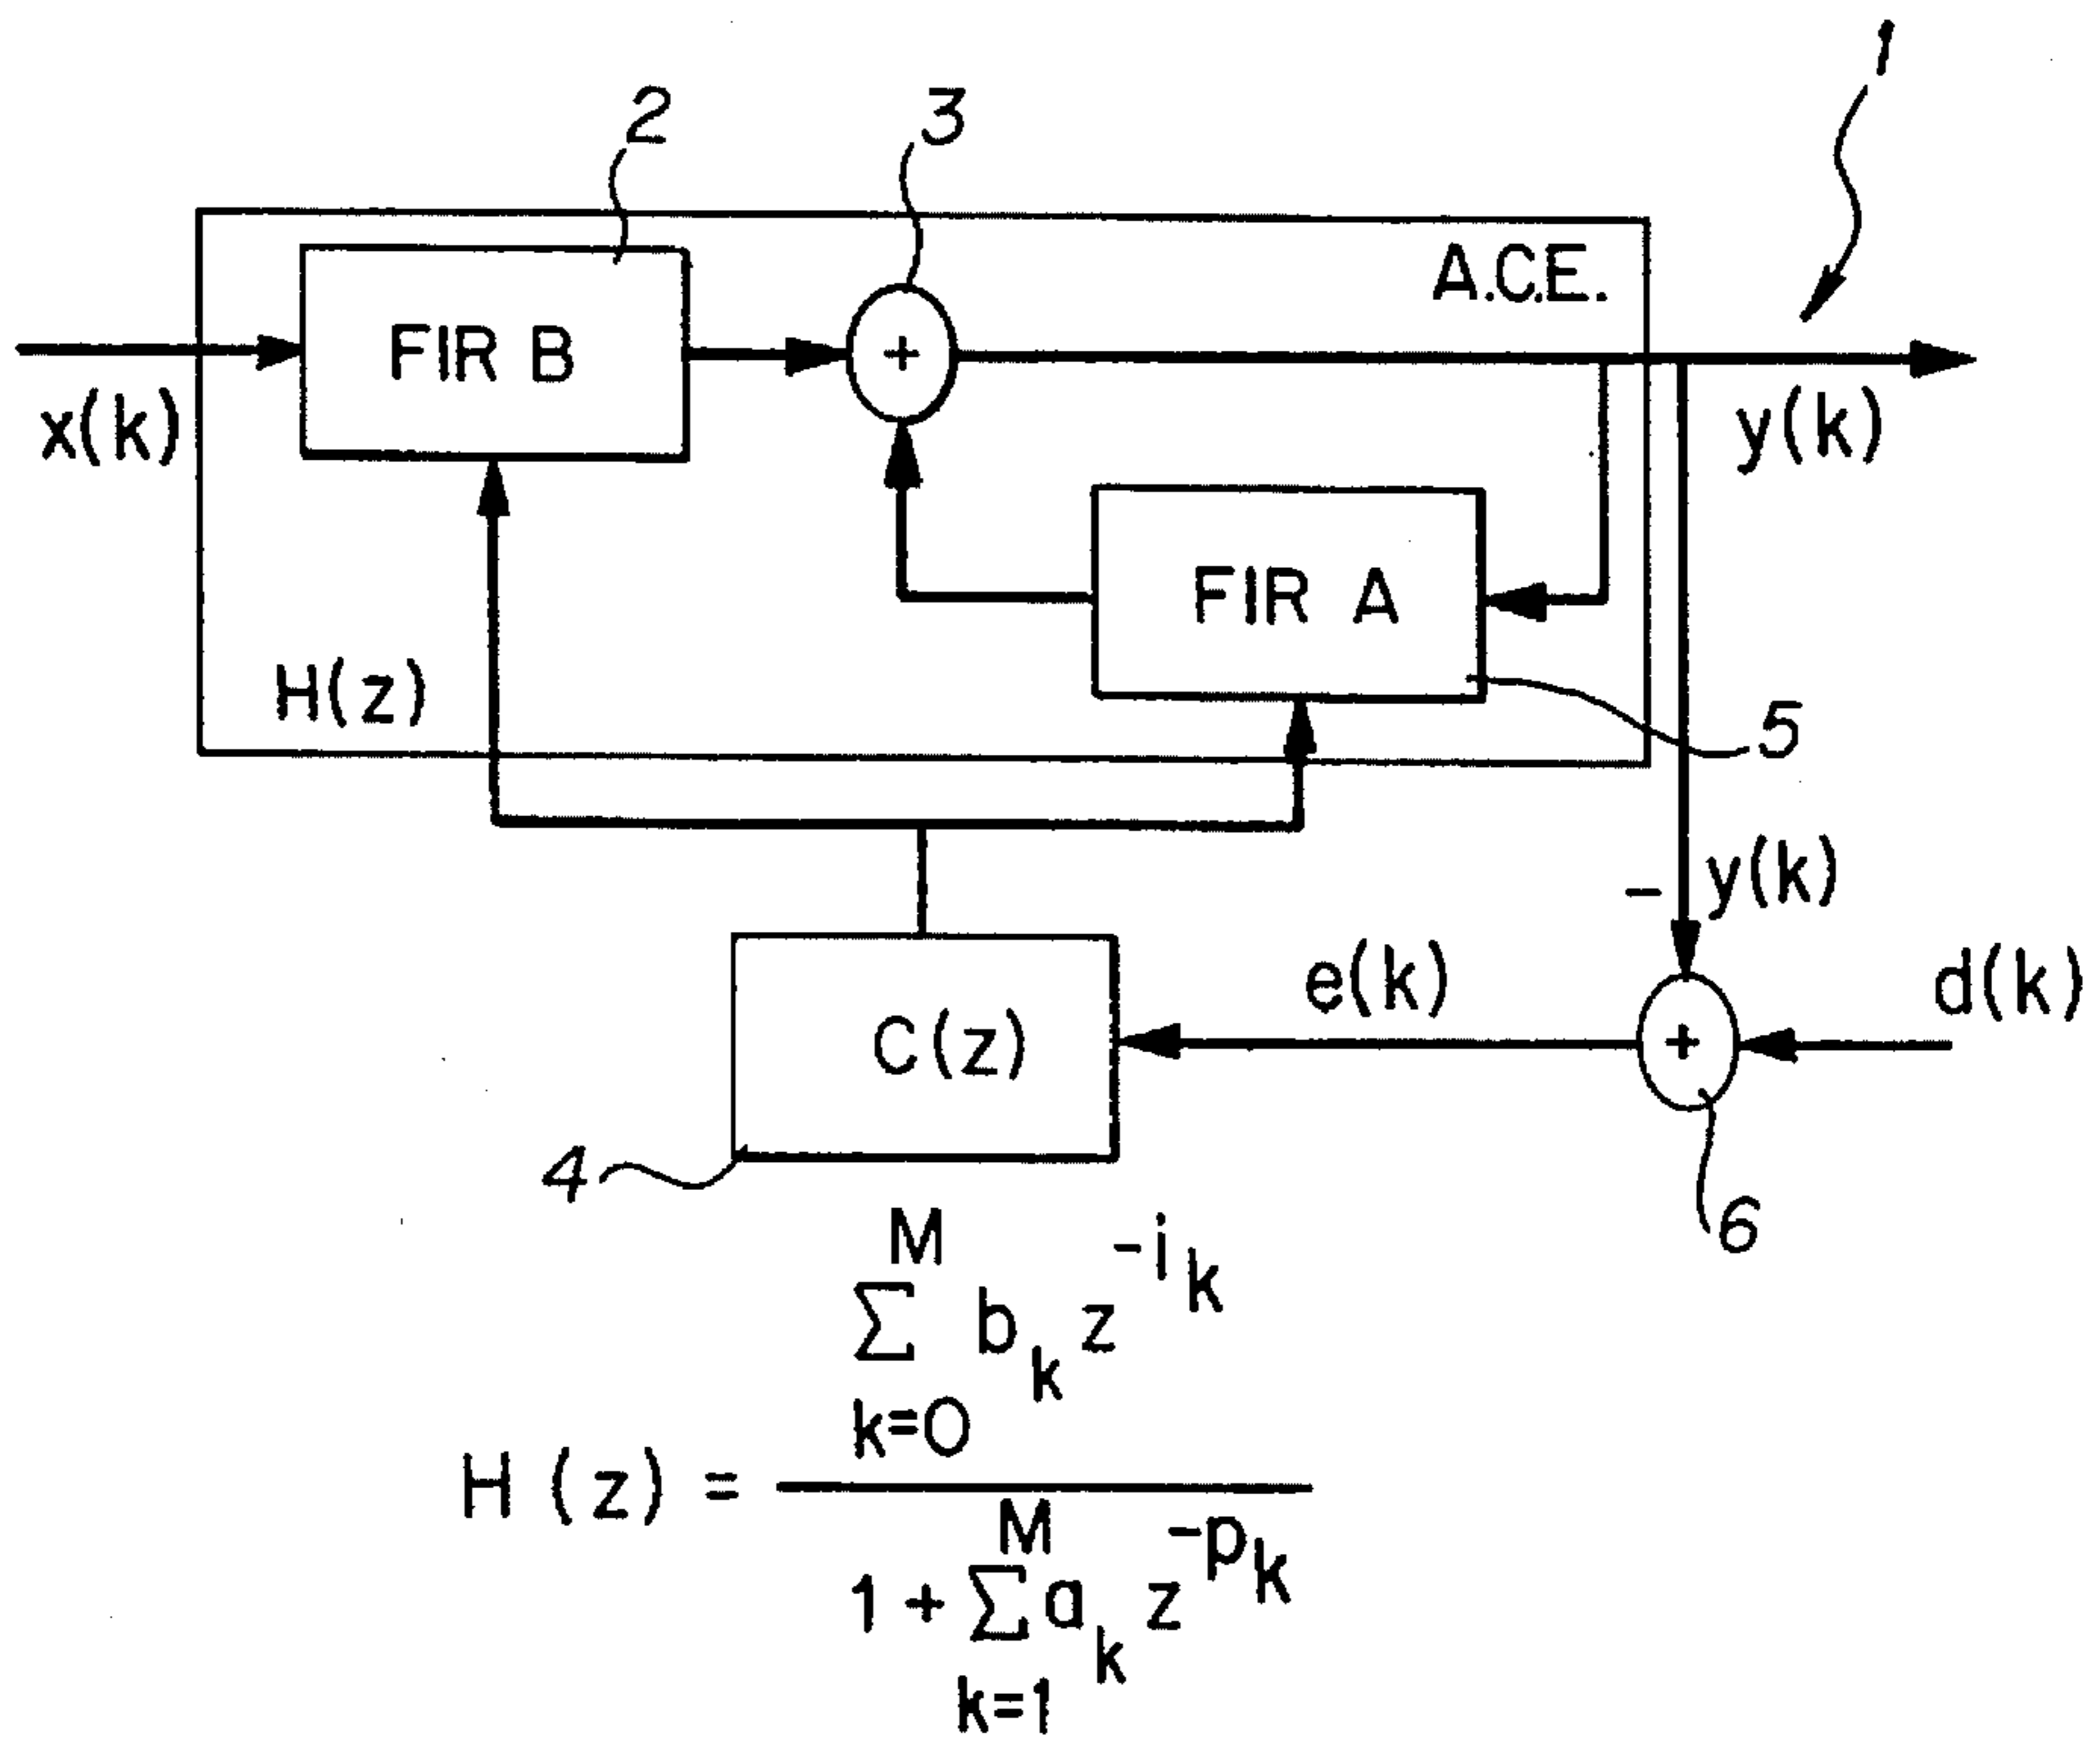 1
2
3
A.C.E.
FIR B
+
x(k)
y(k)
FIR A
H(z)
5
- y(k)
e(k)
d(k)
C(z)
+
4
6
M
Σ b_k z^-i_k
k=0
H (z) =
M
1 + Σ a_k z^-p_k
k=1